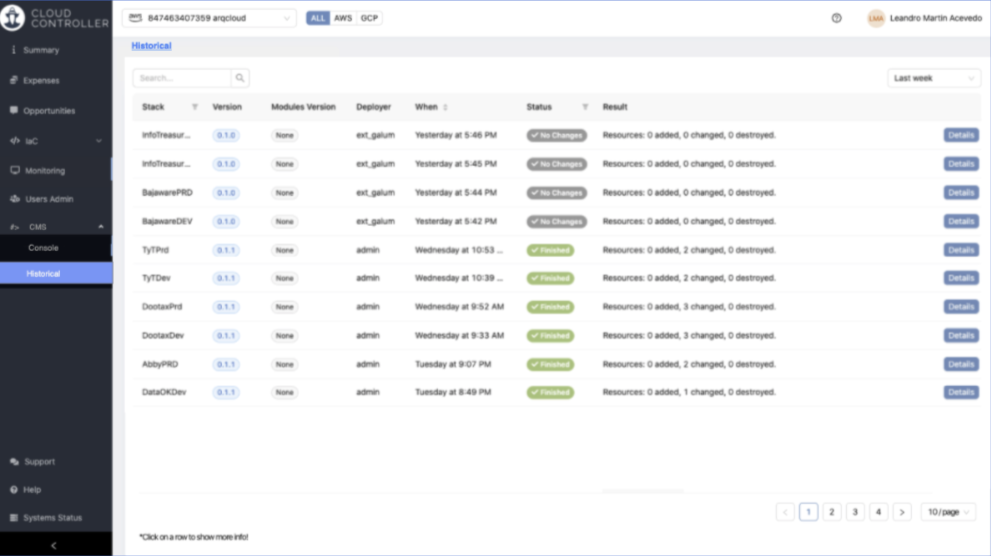 CLOUD
CONTROLLER
847463407359 arqcloud
ALL AWS GCP
LMA Leandro Martin Acevedo
Summary
Expenses
Opportunities
IaC
Monitoring
Users Admin
CMS
Console
Historical
Support
Help
Systems Status
Historical
Search...
Last week
Stack Version Modules Version Deployer When Status Result
InfoTreasur... 0.1.0 None ext_galum Yesterday at 5:46 PM No Changes Resources: 0 added, 0 changed, 0 destroyed. Details
InfoTreasur... 0.1.0 None ext_galum Yesterday at 5:45 PM No Changes Resources: 0 added, 0 changed, 0 destroyed. Details
BajawarePRD 0.1.0 None ext_galum Yesterday at 5:44 PM No Changes Resources: 0 added, 0 changed, 0 destroyed. Details
BajawareDEV 0.1.0 None ext_galum Yesterday at 5:42 PM No Changes Resources: 0 added, 0 changed, 0 destroyed. Details
TyTPrd 0.1.1 None admin Wednesday at 10:53 ... Finished Resources: 0 added, 2 changed, 0 destroyed. Details
TyTDev 0.1.1 None admin Wednesday at 10:39 ... Finished Resources: 0 added, 2 changed, 0 destroyed. Details
DootaxPrd 0.1.1 None admin Wednesday at 9:52 AM Finished Resources: 0 added, 3 changed, 0 destroyed. Details
DootaxDev 0.1.1 None admin Wednesday at 9:33 AM Finished Resources: 0 added, 3 changed, 0 destroyed. Details
AbbyPRD 0.1.1 None admin Tuesday at 9:07 PM Finished Resources: 0 added, 2 changed, 0 destroyed. Details
DataOKDev 0.1.1 None admin Tuesday at 8:49 PM Finished Resources: 0 added, 1 changed, 0 destroyed. Details
< 1 2 3 4 > 10 / page
*Click on a row to show more info!